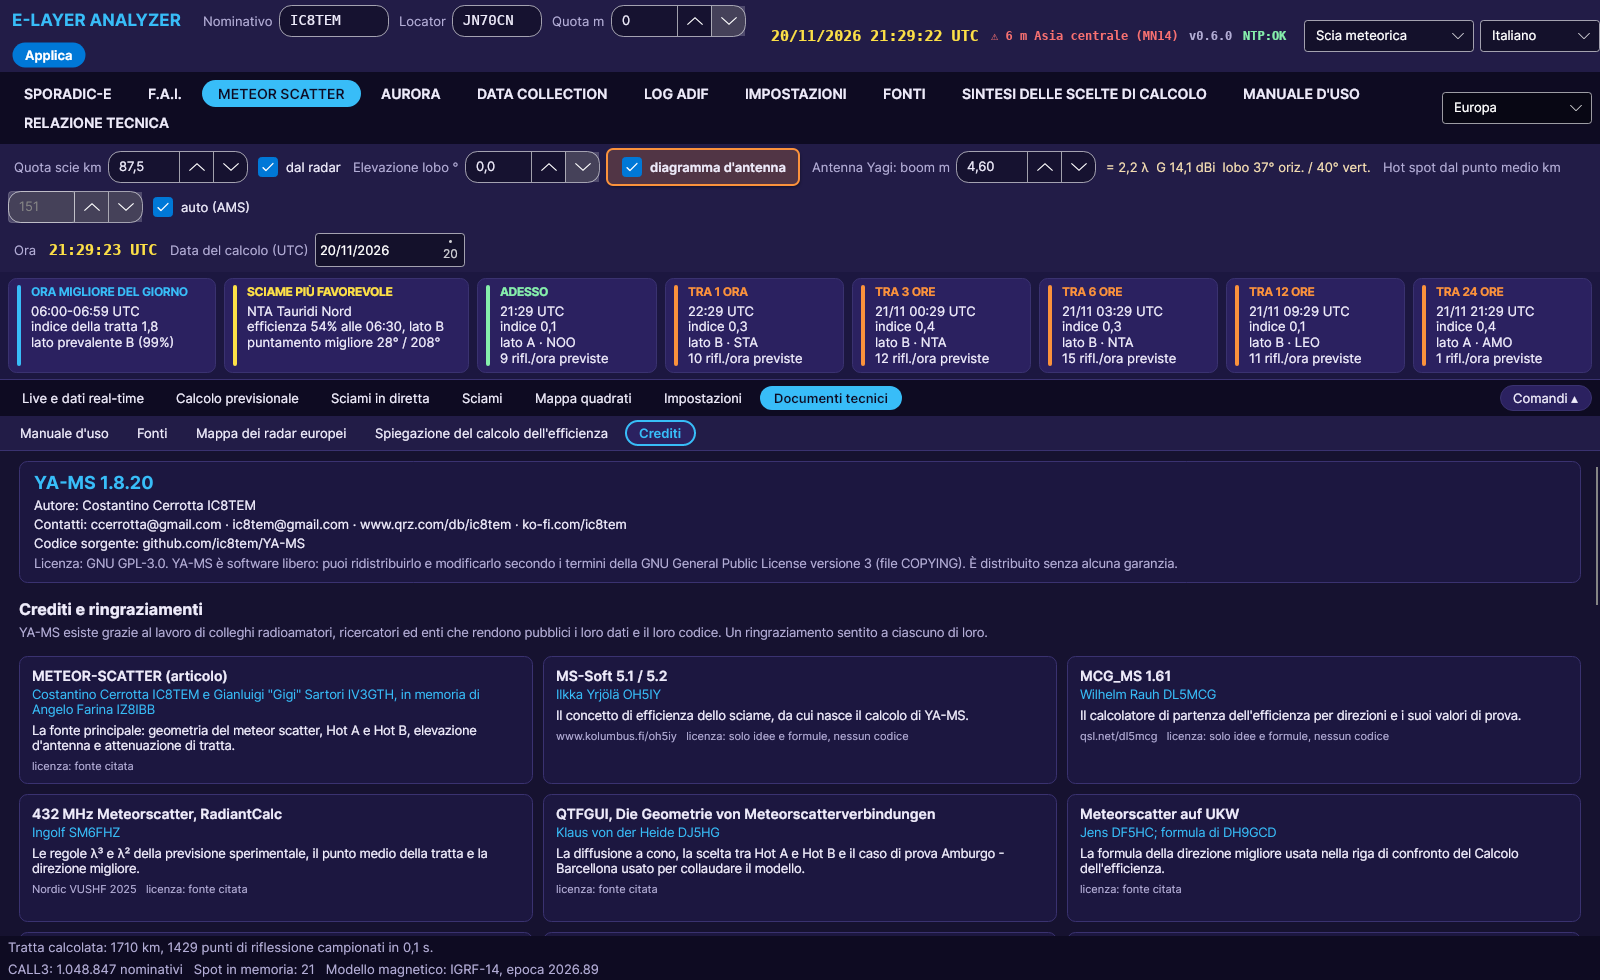 E-LAYER ANALYZER Nominativo IC8TEM Locator JN70CN Quota m 0
20/11/2026 21:29:22 UTC ⚠ 6 m Asia centrale (MN14) v0.6.0 NTP:OK Scia meteorica Italiano
Applica
SPORADIC-E F.A.I. METEOR SCATTER AURORA DATA COLLECTION LOG ADIF IMPOSTAZIONI FONTI SINTESI DELLE SCELTE DI CALCOLO MANUALE D'USO
Europa
RELAZIONE TECNICA
Quota scie km 87,5 dal radar Elevazione lobo ° 0,0 diagramma d'antenna Antenna Yagi: boom m 4,60 = 2,2 λ G 14,1 dBi lobo 37° oriz. / 40° vert. Hot spot dal punto medio km
151 auto (AMS)
Ora 21:29:23 UTC Data del calcolo (UTC) 20/11/2026 20
ORA MIGLIORE DEL GIORNO
06:00-06:59 UTC
indice della tratta 1,8
lato prevalente B (99%)
SCIAME PIÙ FAVOREVOLE
NTA Tauridi Nord
efficienza 54% alle 06:30, lato B
puntamento migliore 28° / 208°
ADESSO
21:29 UTC
indice 0,1
lato A · NOO
9 rifl./ora previste
TRA 1 ORA
22:29 UTC
indice 0,3
lato B · STA
10 rifl./ora previste
TRA 3 ORE
21/11 00:29 UTC
indice 0,4
lato B · NTA
12 rifl./ora previste
TRA 6 ORE
21/11 03:29 UTC
indice 0,3
lato B · NTA
15 rifl./ora previste
TRA 12 ORE
21/11 09:29 UTC
indice 0,1
lato B · LEO
11 rifl./ora previste
TRA 24 ORE
21/11 21:29 UTC
indice 0,4
lato A · AMO
1 rifl./ora previste
Live e dati real-time Calcolo previsionale Sciami in diretta Sciami Mappa quadrati Impostazioni Documenti tecnici Comandi ▴
Manuale d'uso Fonti Mappa dei radar europei Spiegazione del calcolo dell'efficienza Crediti
YA-MS 1.8.20
Autore: Costantino Cerrotta IC8TEM
Contatti: ccerrotta@gmail.com · ic8tem@gmail.com · www.qrz.com/db/ic8tem · ko-fi.com/ic8tem
Codice sorgente: github.com/ic8tem/YA-MS
Licenza: GNU GPL-3.0. YA-MS è software libero: puoi ridistribuirlo e modificarlo secondo i termini della GNU General Public License versione 3 (file COPYING). È distribuito senza alcuna garanzia.
Crediti e ringraziamenti
YA-MS esiste grazie al lavoro di colleghi radioamatori, ricercatori ed enti che rendono pubblici i loro dati e il loro codice. Un ringraziamento sentito a ciascuno di loro.
METEOR-SCATTER (articolo)
Costantino Cerrotta IC8TEM e Gianluigi "Gigi" Sartori IV3GTH, in memoria di
Angelo Farina IZ8IBB
La fonte principale: geometria del meteor scatter, Hot A e Hot B, elevazione
d'antenna e attenuazione di tratta.
licenza: fonte citata
MS-Soft 5.1 / 5.2
Ilkka Yrjölä OH5IY
Il concetto di efficienza dello sciame, da cui nasce il calcolo di YA-MS.
www.kolumbus.fi/oh5iy licenza: solo idee e formule, nessun codice
MCG_MS 1.61
Wilhelm Rauh DL5MCG
Il calcolatore di partenza dell'efficienza per direzioni e i suoi valori di prova.
qsl.net/dl5mcg licenza: solo idee e formule, nessun codice
432 MHz Meteorscatter, RadiantCalc
Ingolf SM6FHZ
Le regole λ³ e λ² della previsione sperimentale, il punto medio della tratta e la
direzione migliore.
Nordic VUSHF 2025 licenza: fonte citata
QTFGUI, Die Geometrie von Meteorscatterverbindungen
Klaus von der Heide DJ5HG
La diffusione a cono, la scelta tra Hot A e Hot B e il caso di prova Amburgo -
Barcellona usato per collaudare il modello.
licenza: fonte citata
Meteorscatter auf UKW
Jens DF5HC; formula di DH9GCD
La formula della direzione migliore usata nella riga di confronto del Calcolo
dell'efficienza.
licenza: fonte citata
Tratta calcolata: 1710 km, 1429 punti di riflessione campionati in 0,1 s.
CALL3: 1.048.847 nominativi Spot in memoria: 21 Modello magnetico: IGRF-14, epoca 2026.89